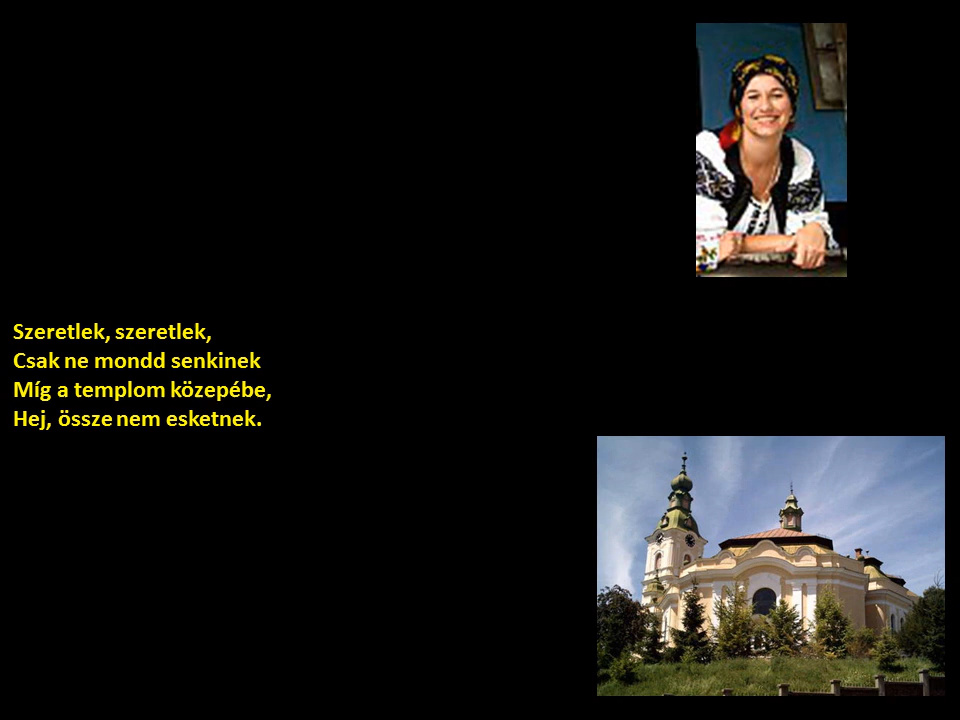 Szeretlek, szeretlek,
Csak ne mondd senkinek
Míg a templom közepébe,
Hej, össze nem esketnek.